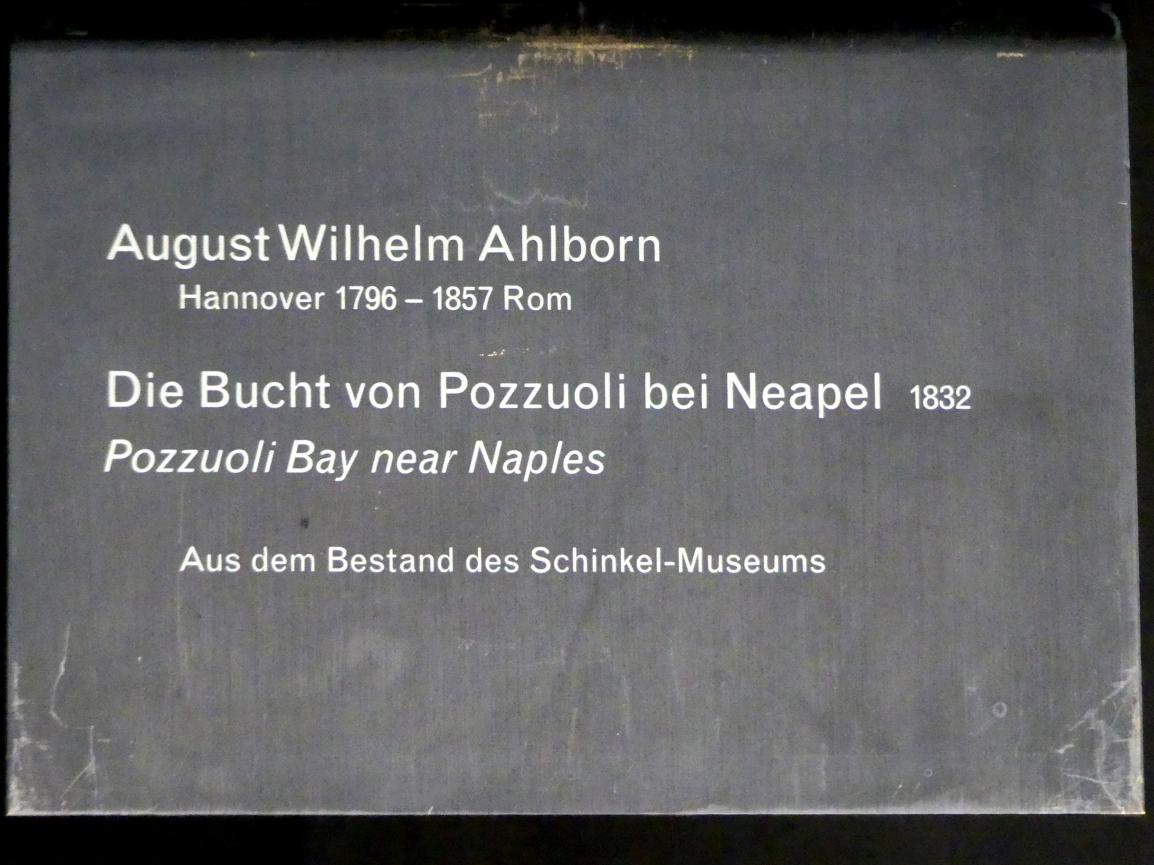 August Wilhelm Ahlborn
Hannover 1796 – 1857 Rom
Die Bucht von Pozzuoli bei Neapel 1832
Pozzuoli Bay near Naples
Aus dem Bestand des Schinkel-Museums